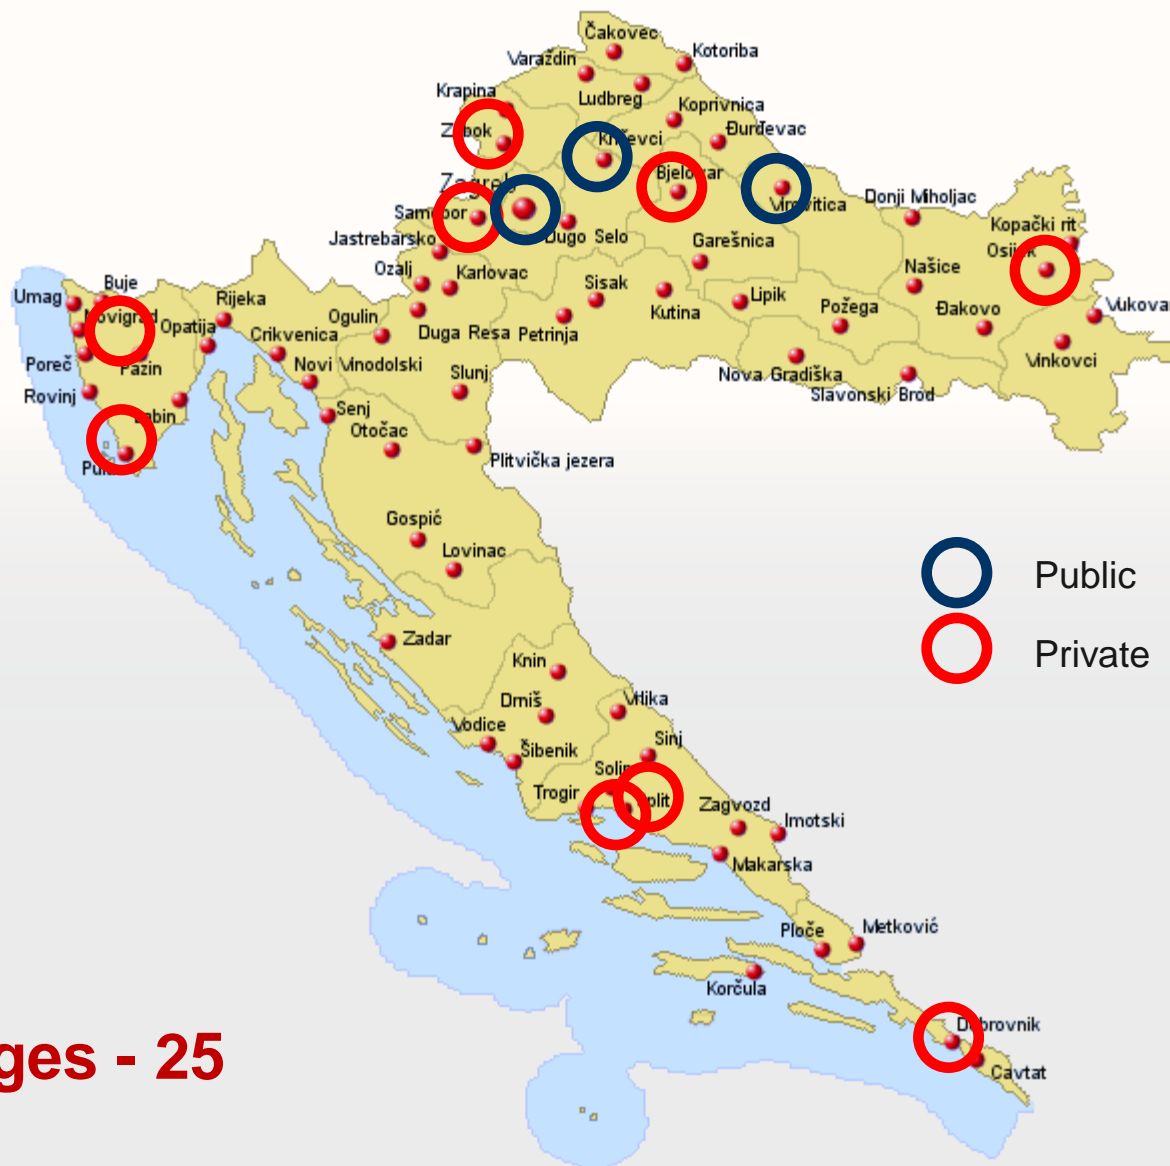 Čakovec
Kotoriba
Varaždin
Krapina
Ludbreg
Koprivnica
Đurđevac
Virovitica
Donji Miholjac
Kopački rit
Dugo Selo
Jastrebarsko
Garešnica
Ozalj
Karlovac
Našice
Sisak
Buje
Umag
Rijeka
Ogulin
Kutina
Lipik
Požega
Đakovo
Vukovar
Novigrad
Opatija
Crikvenica
Duga Resa
Petrinja
Poreč
Pazin
Novi Vinodolski
Slunj
Nova Gradiška
Vinkovci
Rovinj
Slavonski Brod
Senj
Otočac
Plitvička jezera
Gospić
Lovinac
Public
Zadar
Private
Knin
Drniš
Vrlika
Vodice
Šibenik
Sinj
Trogir
Zagvozd
Imotski
Makarska
Ploče
Metković
Korčula
Dubrovnik
ges - 25
Cavtat